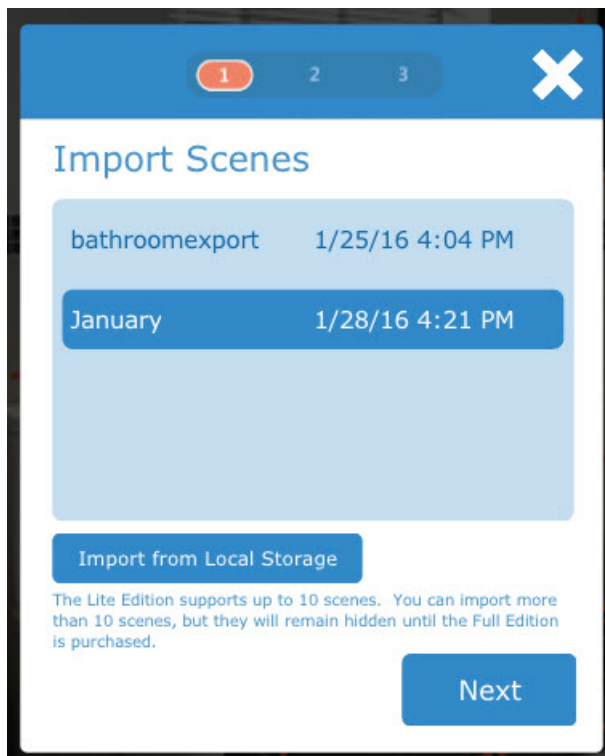 1 2 3
Import Scenes
bathroomexport 1/25/16 4:04 PM
January 1/28/16 4:21 PM
Import from Local Storage
The Lite Edition supports up to 10 scenes. You can import more
than 10 scenes, but they will remain hidden until the Full Edition
is purchased.
Next